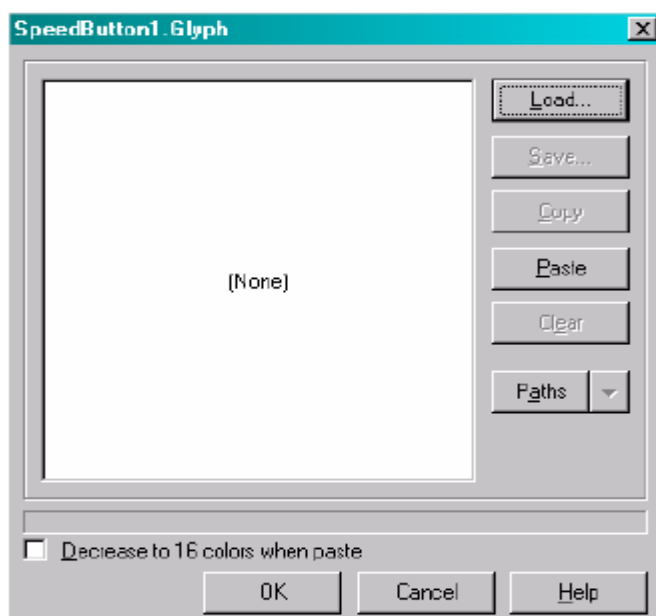 SpeedButton1.Glyph
Load...
Save...
Copy
(None)
Paste
Clear
Paths
Decrease to 16 colors when paste
OK
Cancel
Help